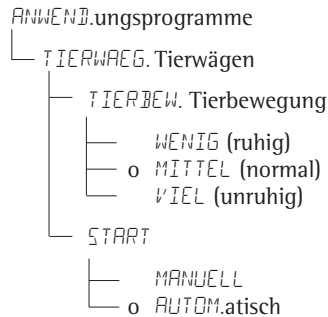 ANWEND.ungsprogramme
TIERWAEG. Tierwägen
TIERBEW. Tierbewegung
WENIG (ruhig)
o MITTEL (normal)
VIEL (unruhig)
START
MANUELL
o AUTOM.atisch